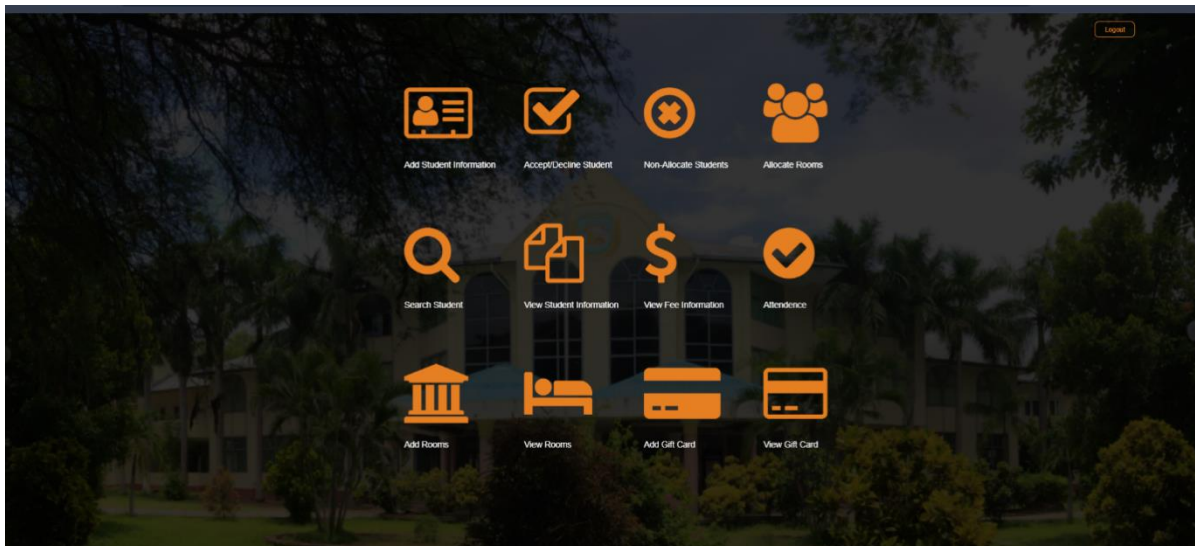 Logout
Add Student Information
Accept/Decline Student
Non-Allocate Students
Allocate Rooms
Search Student
View Student Information
View Fee Information
Attendence
Add Rooms
View Rooms
Add Gift Card
View Gift Card